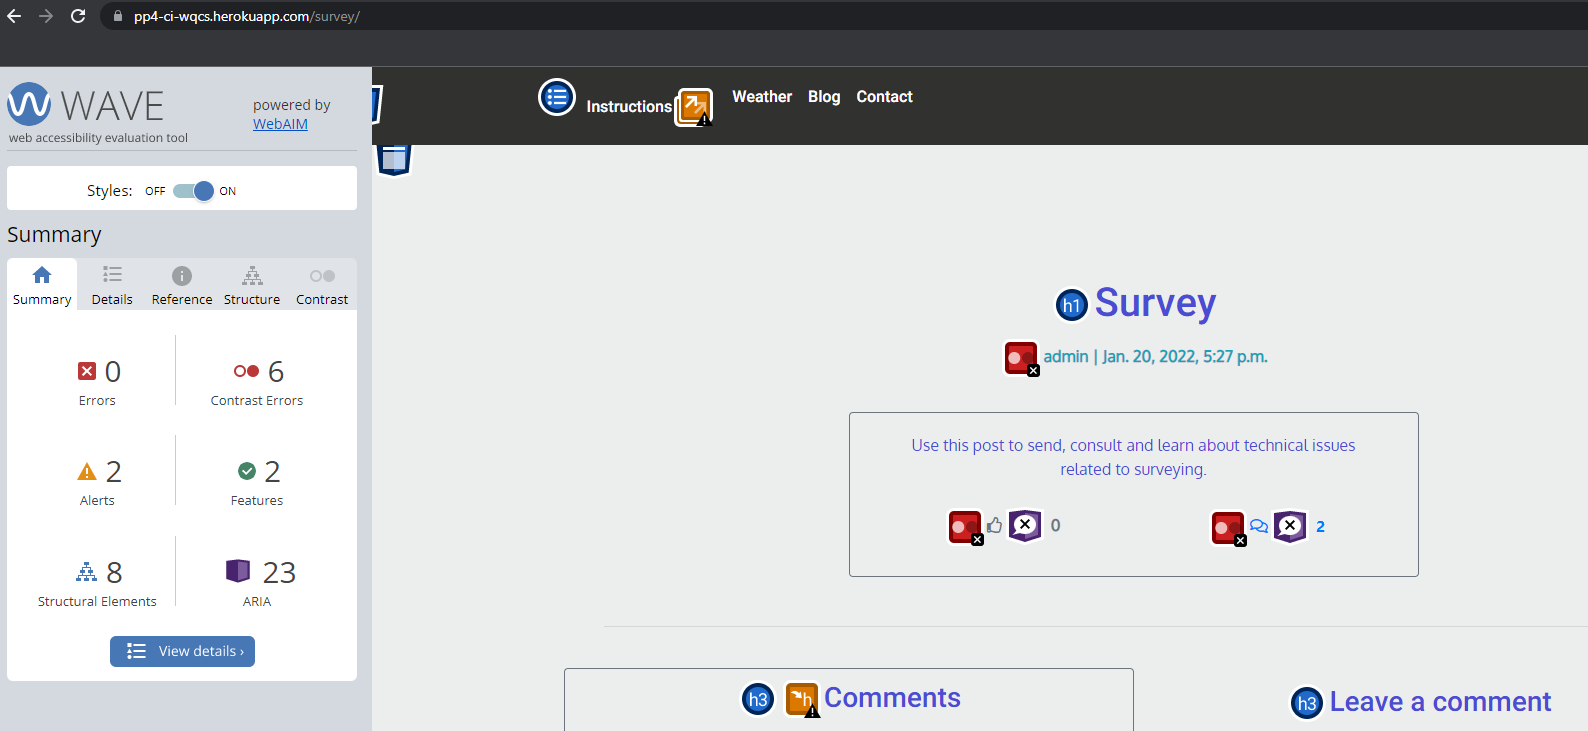 pp4-ci-wqcs.herokuapp.com/survey/
WAVE
web accessibility evaluation tool
powered by
WebAIM
Styles: OFF ON
Summary
Summary Details Reference Structure Contrast
0
Errors
6
Contrast Errors
2
Alerts
2
Features
8
Structural Elements
23
ARIA
View details ›
Instructions Weather Blog Contact
h1 Survey
admin | Jan. 20, 2022, 5:27 p.m.
Use this post to send, consult and learn about technical issues
related to surveying.
0 2
h3 h Comments
h3 Leave a comment